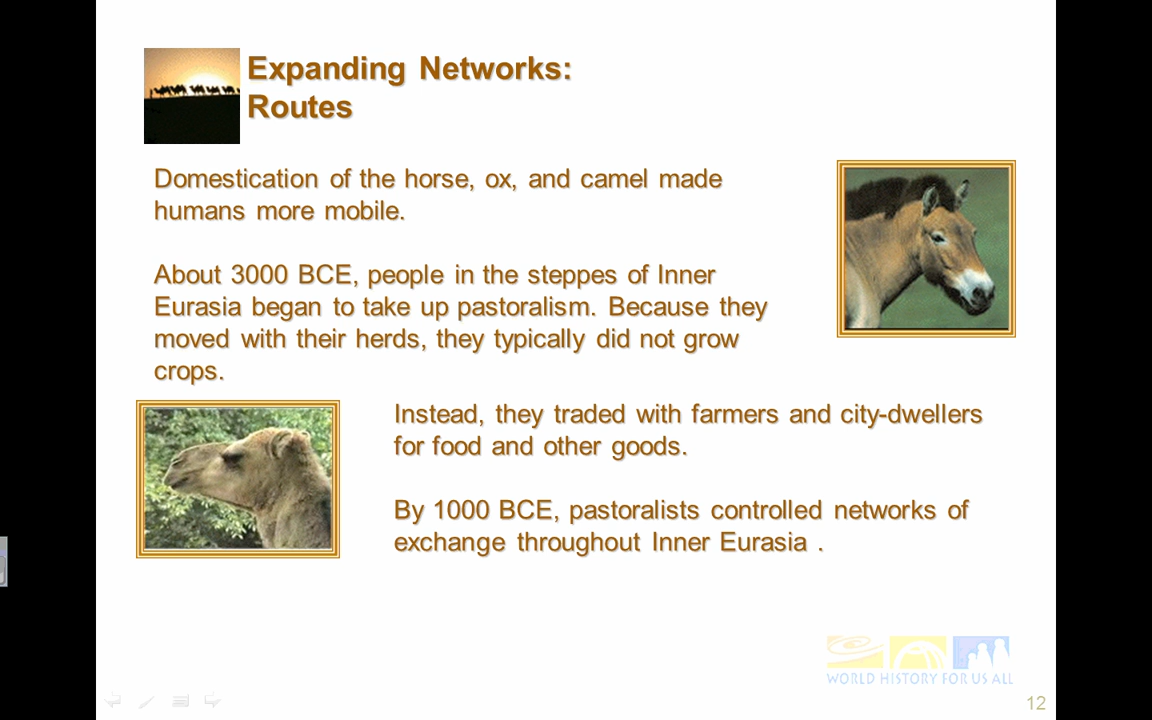 Expanding Networks:
Routes
Domestication of the horse, ox, and camel made
humans more mobile.
About 3000 BCE, people in the steppes of Inner
Eurasia began to take up pastoralism. Because they
moved with their herds, they typically did not grow
crops.
Instead, they traded with farmers and city-dwellers
for food and other goods.
By 1000 BCE, pastoralists controlled networks of
exchange throughout Inner Eurasia .
WORLD HISTORY FOR US ALL
12